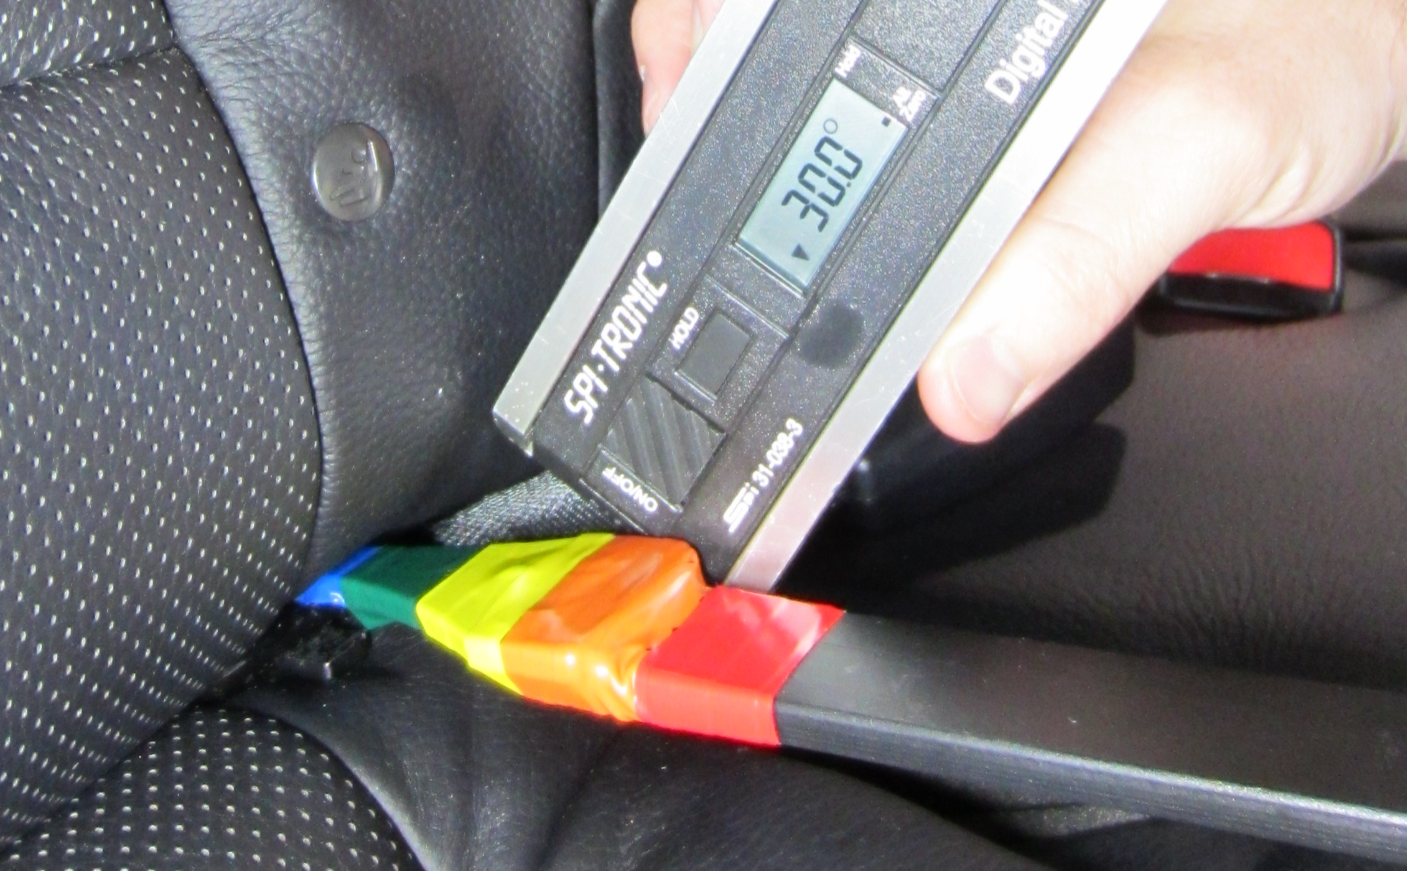 Digital
Hold
30.0°
SPI-TRONIC
HOLD
ON/OFF
SPi 31-038-3